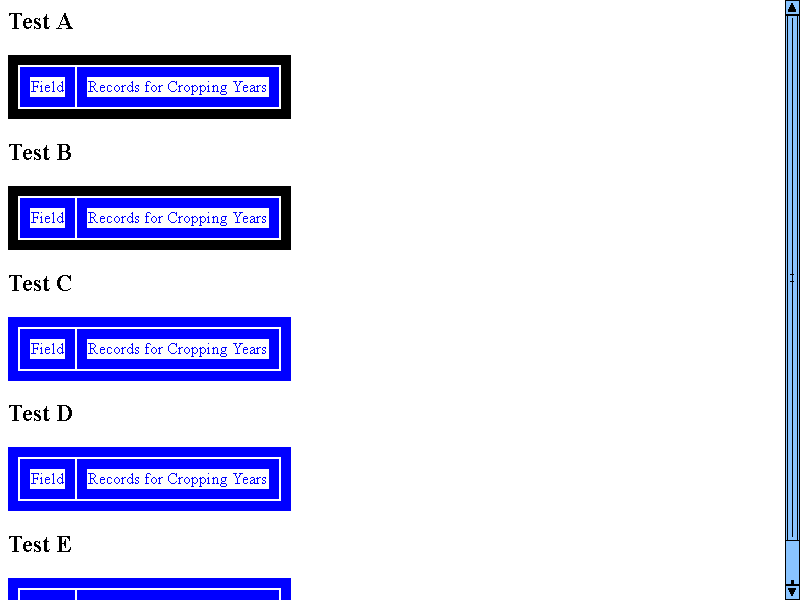 Test A
Field Records for Cropping Years
Test B
Field Records for Cropping Years
Test C
Field Records for Cropping Years
Test D
Field Records for Cropping Years
Test E